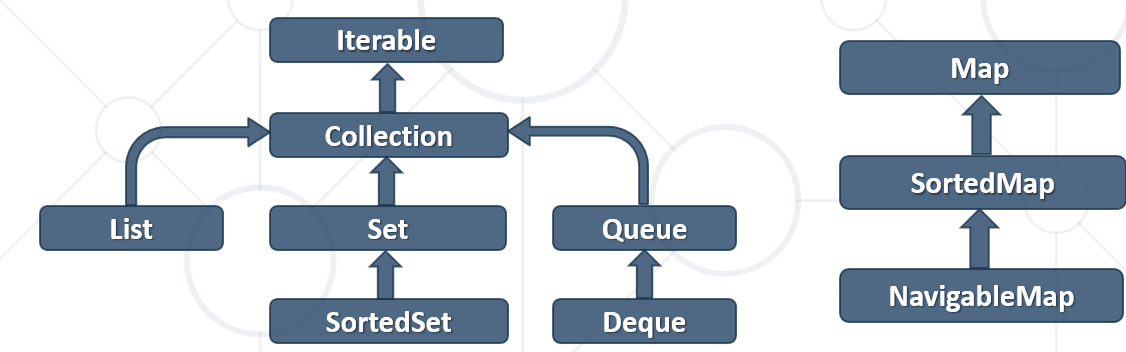 Iterable
Collection
List
Set
Queue
SortedSet
Deque
Map
SortedMap
NavigableMap